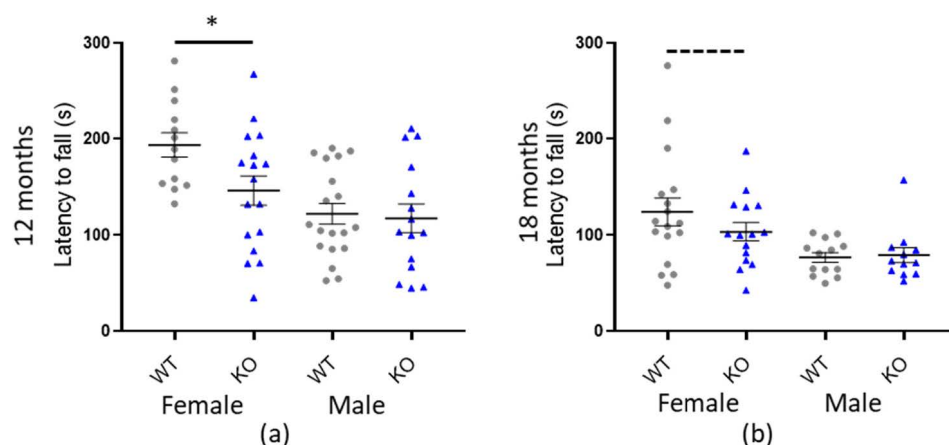 *
300
200
100
0
12 months
Latency to fall (s)
WT
KO
WT
KO
Female
Male
(a)
300
200
100
0
18 months
Latency to fall (s)
WT
KO
WT
KO
Female
Male
(b)